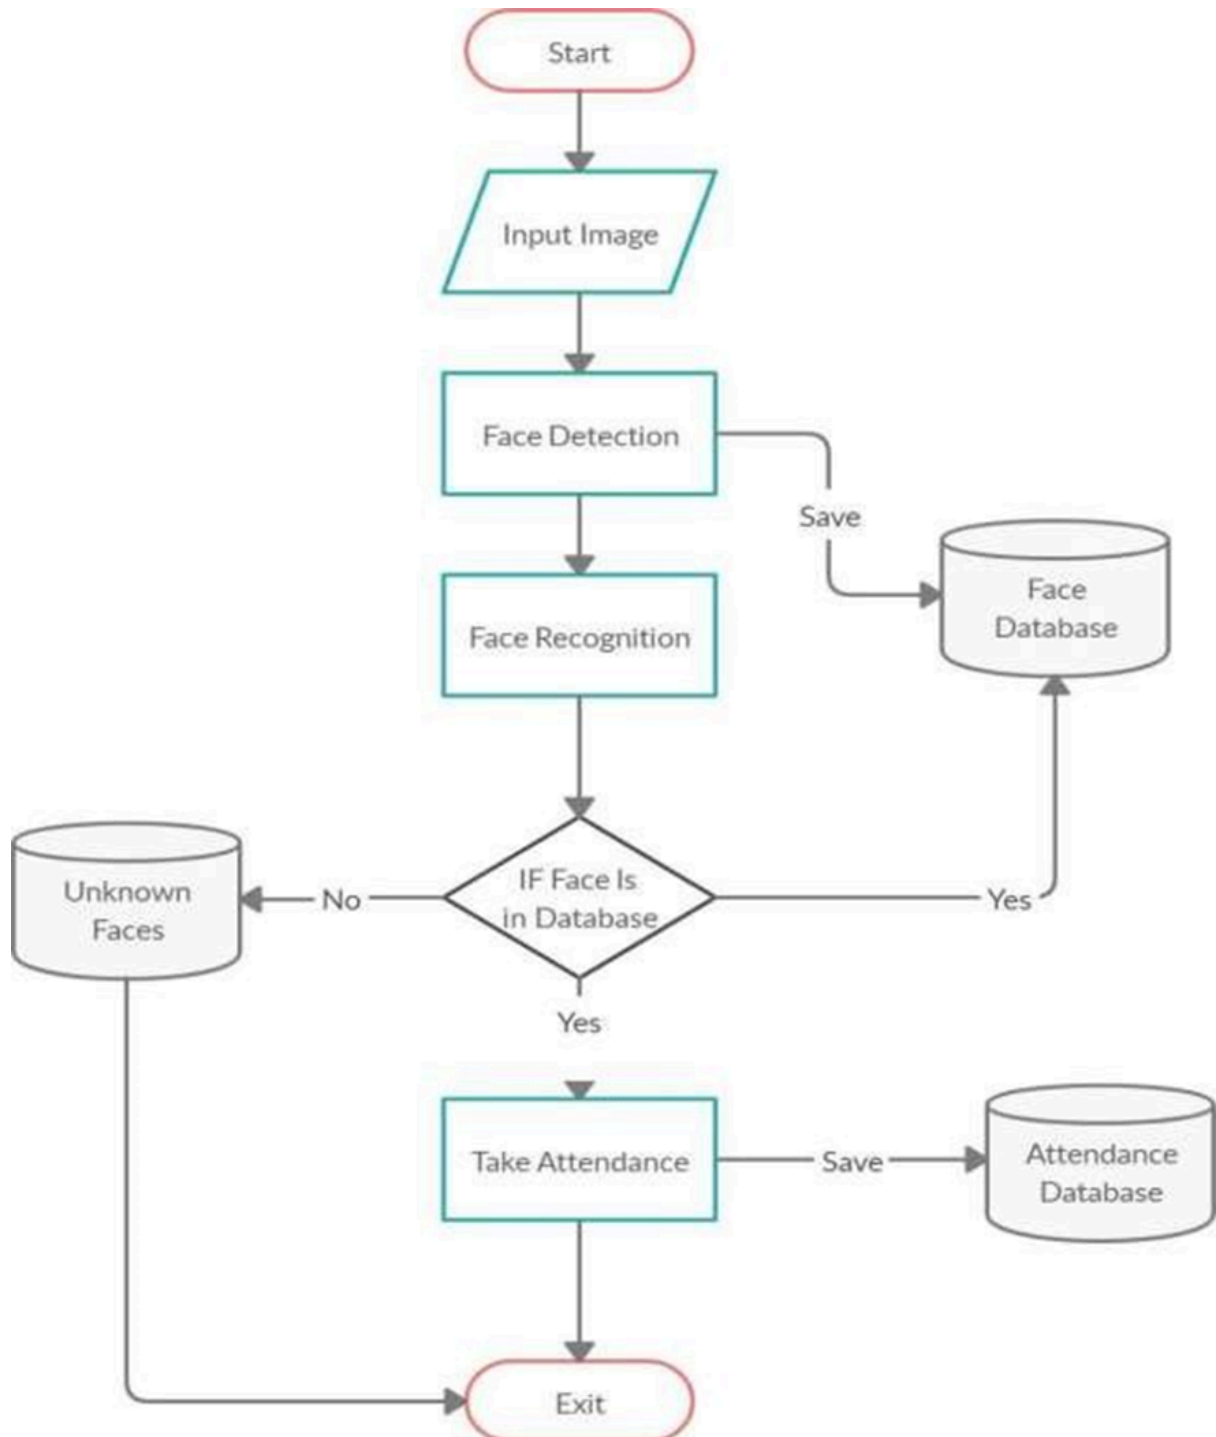 Start
Input Image
Face Detection
Save
Face
Database
Face Recognition
IF Face Is
in Database
No
Yes
Unknown
Faces
Yes
Take Attendance
Save
Attendance
Database
Exit